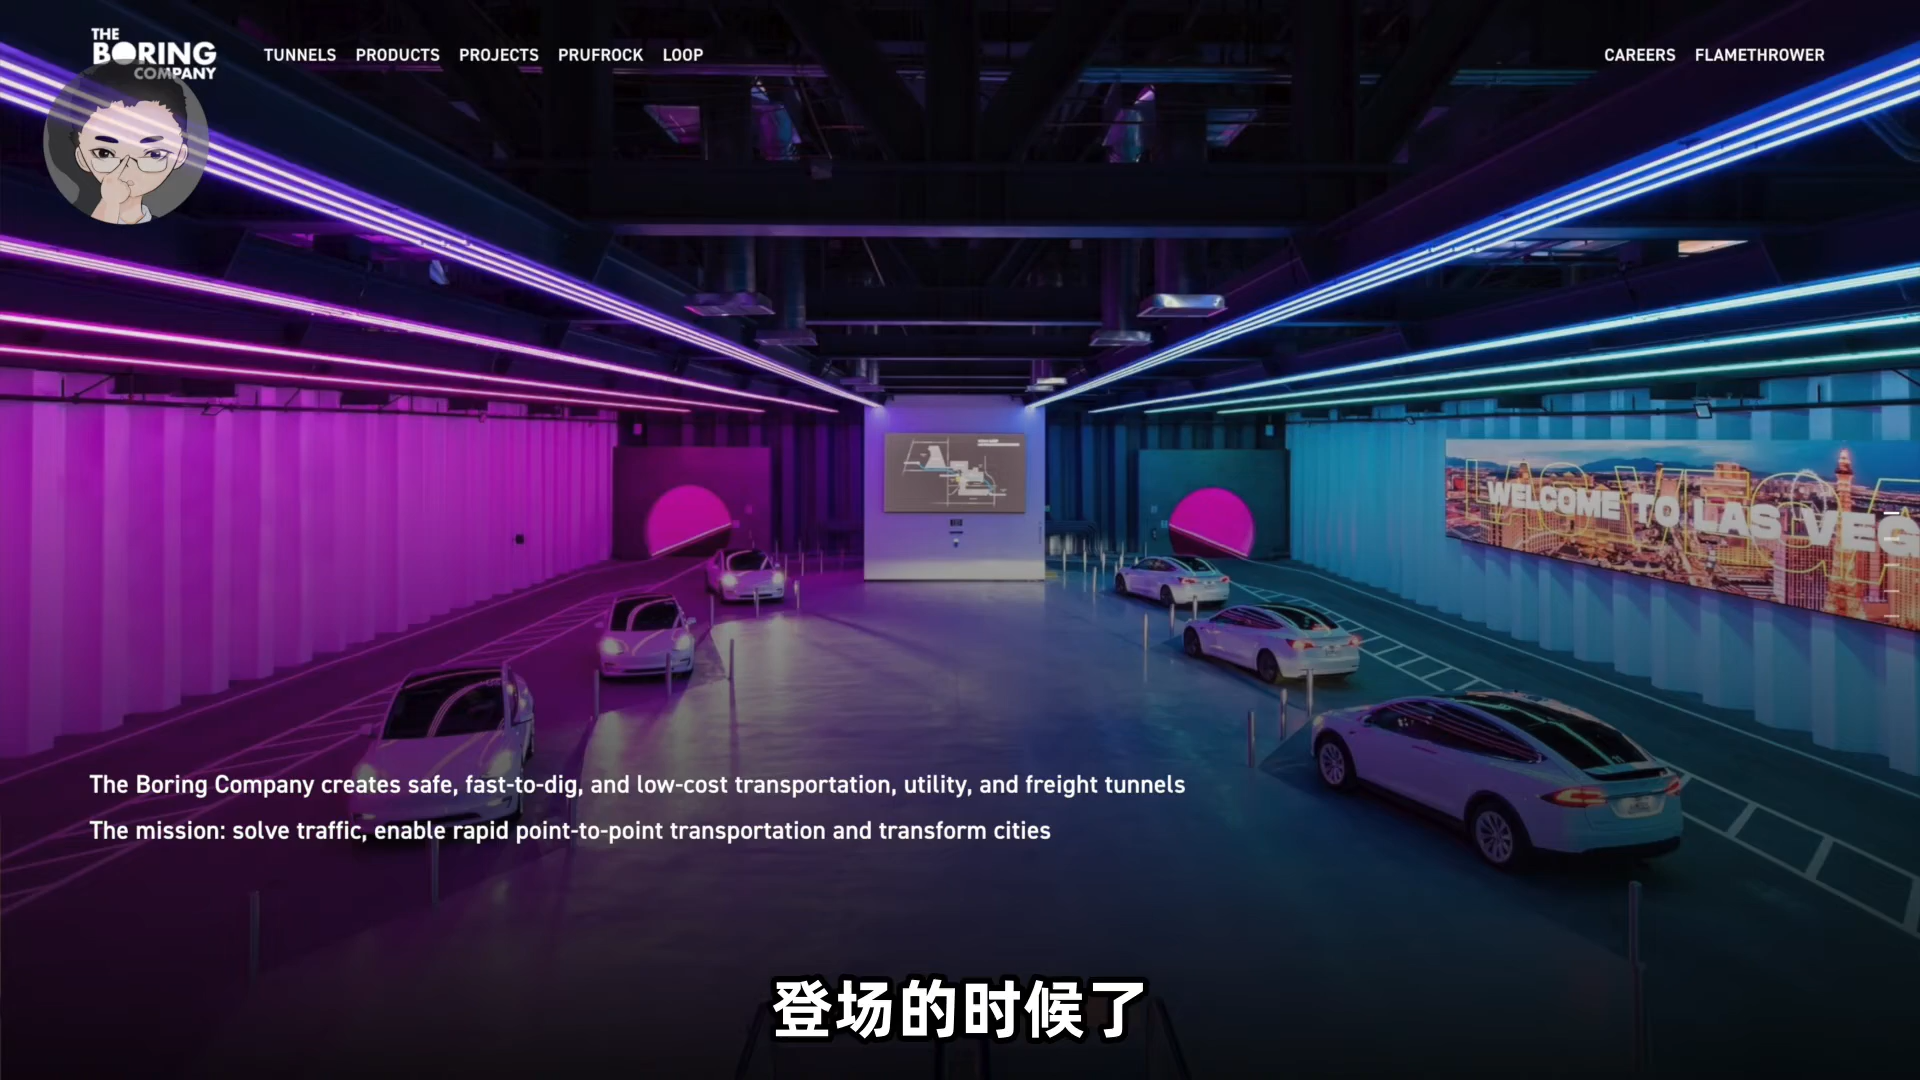 THE
BORING
COMPANY
TUNNELS PRODUCTS PROJECTS PRUFROCK LOOP
CAREERS FLAMETHROWER
WELCOME TO LAS VEG
The Boring Company creates safe, fast-to-dig, and low-cost transportation, utility, and freight tunnels
The mission: solve traffic, enable rapid point-to-point transportation and transform cities
登场的时候了